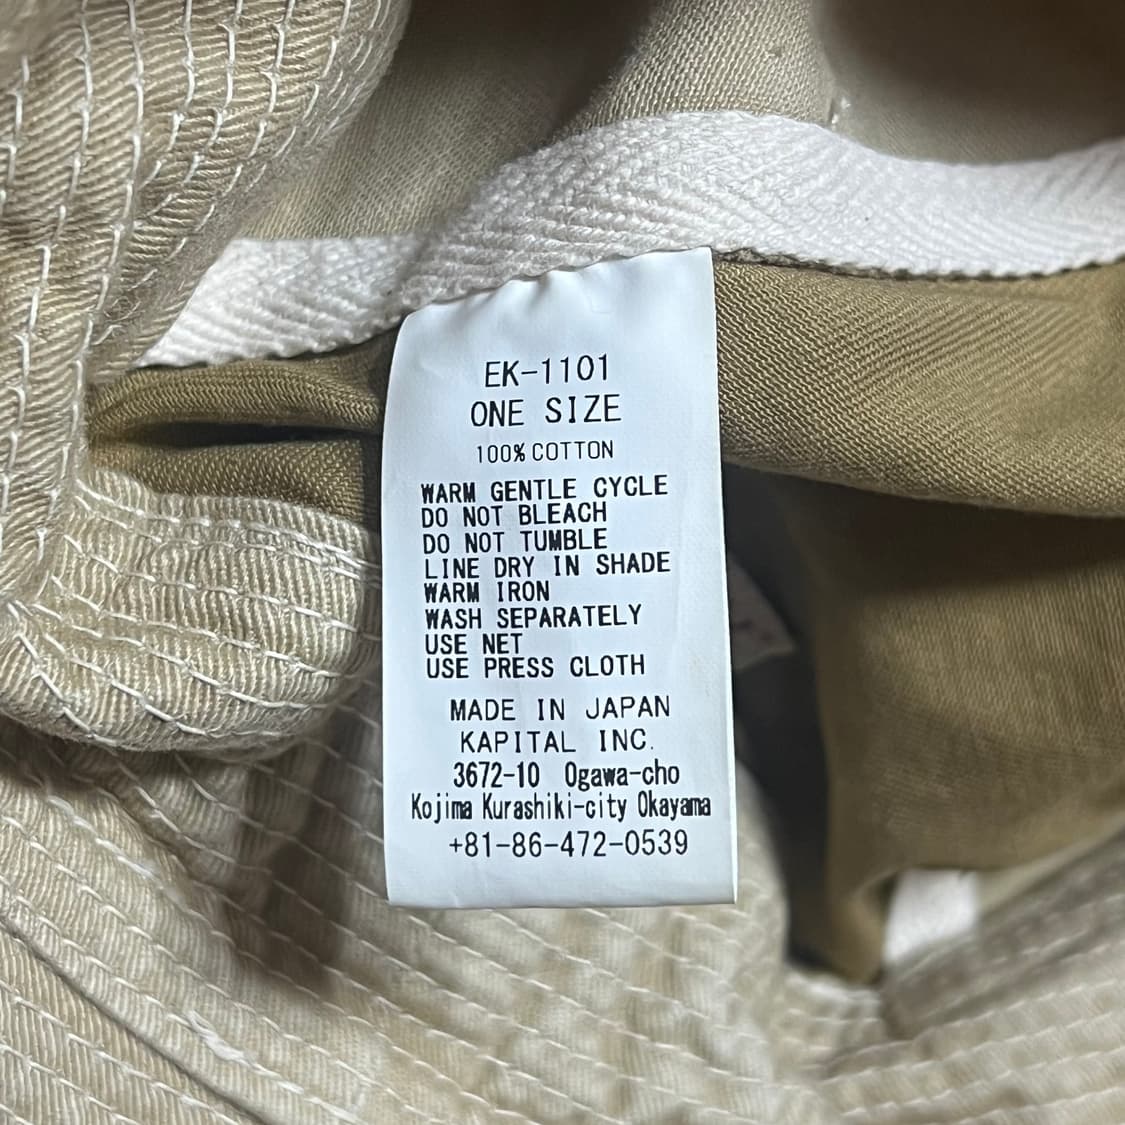 EK-1101
ONE SIZE
100% COTTON
WARM GENTLE CYCLE
DO NOT BLEACH
DO NOT TUMBLE
LINE DRY IN SHADE
WARM IRON
WASH SEPARATELY
USE NET
USE PRESS CLOTH
MADE IN JAPAN
KAPITAL INC.
3672-10 Ogawa-cho
Kojima Kurashiki-city Okayama
+81-86-472-0539